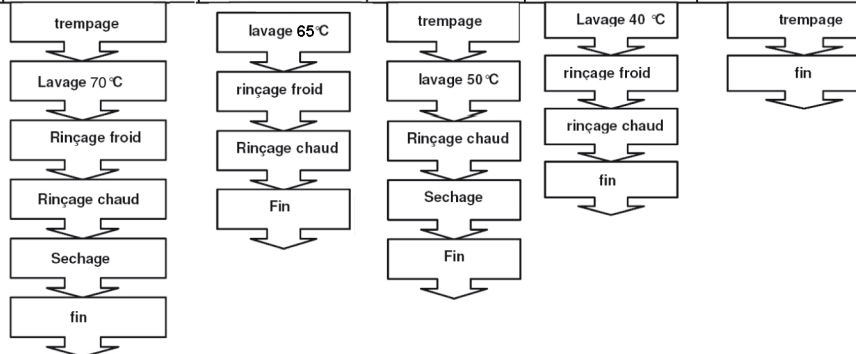 trempage
Lavage 70°C
Rinçage froid
Rinçage chaud
Sechage
fin
lavage 65°C
rinçage froid
Rinçage chaud
Fin
trempage
lavage 50°C
Rinçage chaud
Sechage
Fin
Lavage 40 °C
rinçage froid
rinçage chaud
fin
trempage
fin